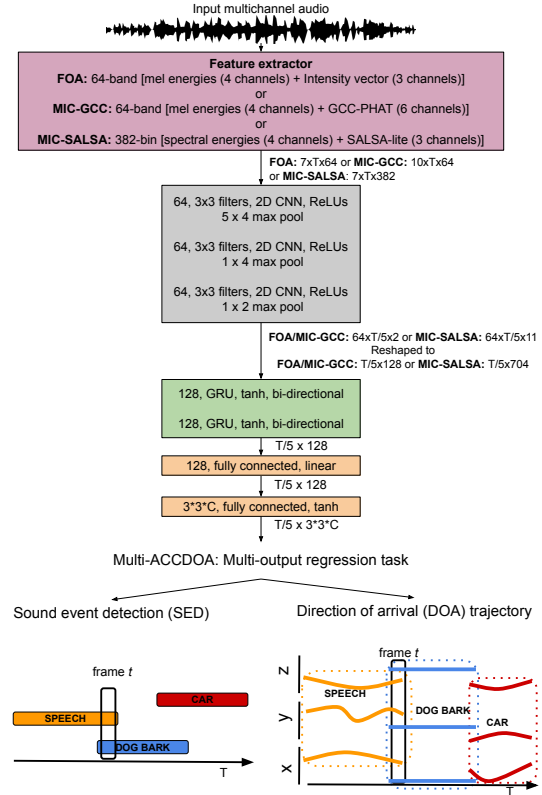 Input multichannel audio
Feature extractor
FOA: 64-band [mel energies (4 channels) + Intensity vector (3 channels)]
or
MIC-GCC: 64-band [mel energies (4 channels) + GCC-PHAT (6 channels)]
or
MIC-SALSA: 382-bin [spectral energies (4 channels) + SALSA-lite (3 channels)]
FOA: 7xTx64 or MIC-GCC: 10xTx64
or MIC-SALSA: 7xTx382
64, 3x3 filters, 2D CNN, ReLUs
5 x 4 max pool
64, 3x3 filters, 2D CNN, ReLUs
1 x 4 max pool
64, 3x3 filters, 2D CNN, ReLUs
1 x 2 max pool
FOA/MIC-GCC: 64xT/5x2 or MIC-SALSA: 64xT/5x11
Reshaped to
FOA/MIC-GCC: T/5x128 or MIC-SALSA: T/5x704
128, GRU, tanh, bi-directional
128, GRU, tanh, bi-directional
T/5 x 128
128, fully connected, linear
T/5 x 128
3*3*C, fully connected, tanh
T/5 x 3*3*C
Multi-ACCDOA: Multi-output regression task
Sound event detection (SED)
frame t
CAR
SPEECH
DOG BARK
T
Direction of arrival (DOA) trajectory
frame t
z
SPEECH
DOG BARK
y
CAR
x
T